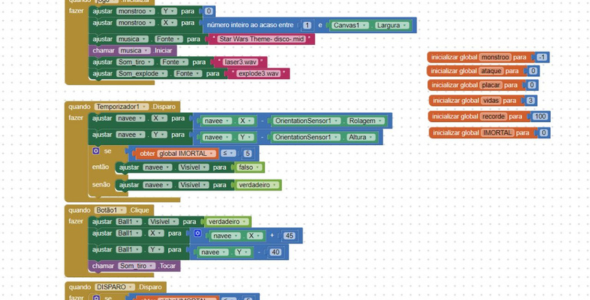 quando Jogo Inicializar
fazer ajustar monstroo . Y para 0
ajustar monstroo . X para número inteiro ao acaso entre 1 e Canvas1 . Largura
ajustar musica . Fonte para " Star Wars Theme- disco-.mid "
chamar musica .Iniciar
ajustar Som_tiro . Fonte para " laser3.wav "
ajustar Som_explode . Fonte para " explode3.wav "
inicializar global monstroo para -1
inicializar global ataque para 0
inicializar global placar para 0
inicializar global vidas para 3
inicializar global recorde para 100
inicializar global IMORTAL para 0
quando Temporizador1 .Disparo
fazer ajustar navee . X para navee . X - OrientationSensor1 . Rolagem
ajustar navee . Y para navee . Y - OrientationSensor1 . Altura
se obter global IMORTAL ≤ 5
então ajustar navee . Visível para falso
senão ajustar navee . Visível para verdadeiro
quando Botão1 .Clique
fazer ajustar Ball1 . Visível para verdadeiro
ajustar Ball1 . X para navee . X + 45
ajustar Ball1 . Y para navee . Y - 40
chamar Som_tiro .Tocar
quando DISPARO .Disparo
fazer se